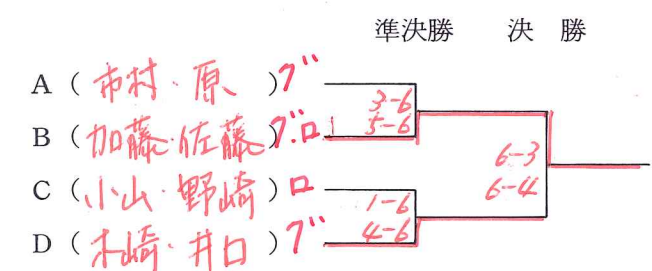 準決勝 決 勝
A ( 市村・原 ) グ
3-6
B ( 加藤・佐藤 ) グ.ロ
5-6
6-3
C ( 小山・野崎 ) ロ
1-6
6-4
D ( 木崎・井口 ) グ
4-6